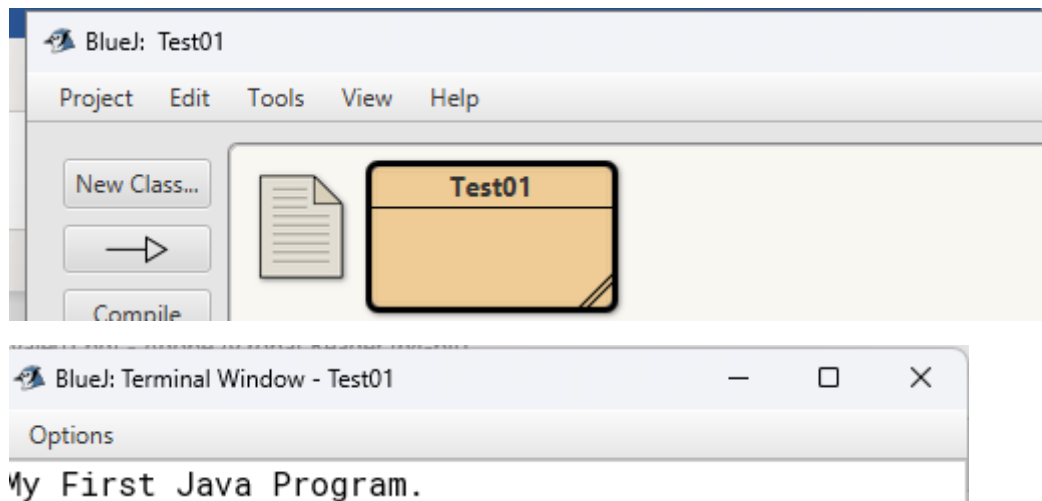 BlueJ: Test01
Project Edit Tools View Help
New Class...
Test01
Compile
BlueJ: Terminal Window - Test01
Options
My First Java Program.